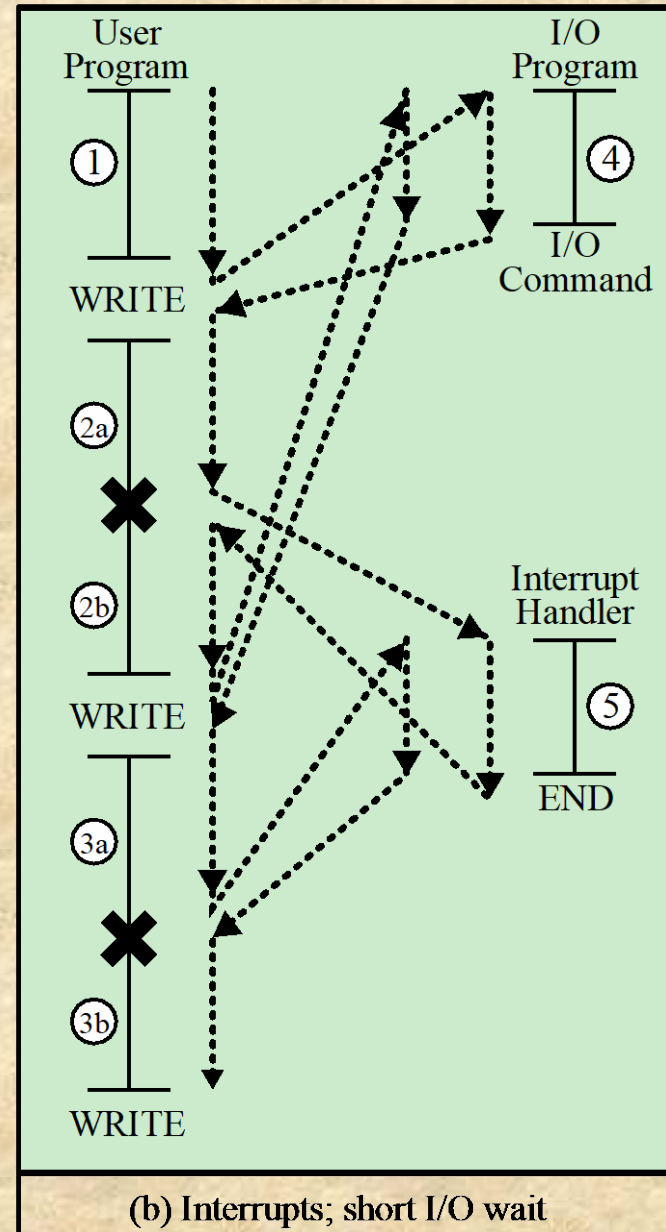 User
Program
1
WRITE
2a
2b
WRITE
3a
3b
WRITE
I/O
Program
4
I/O
Command
Interrupt
Handler
5
END
(b) Interrupts; short I/O wait